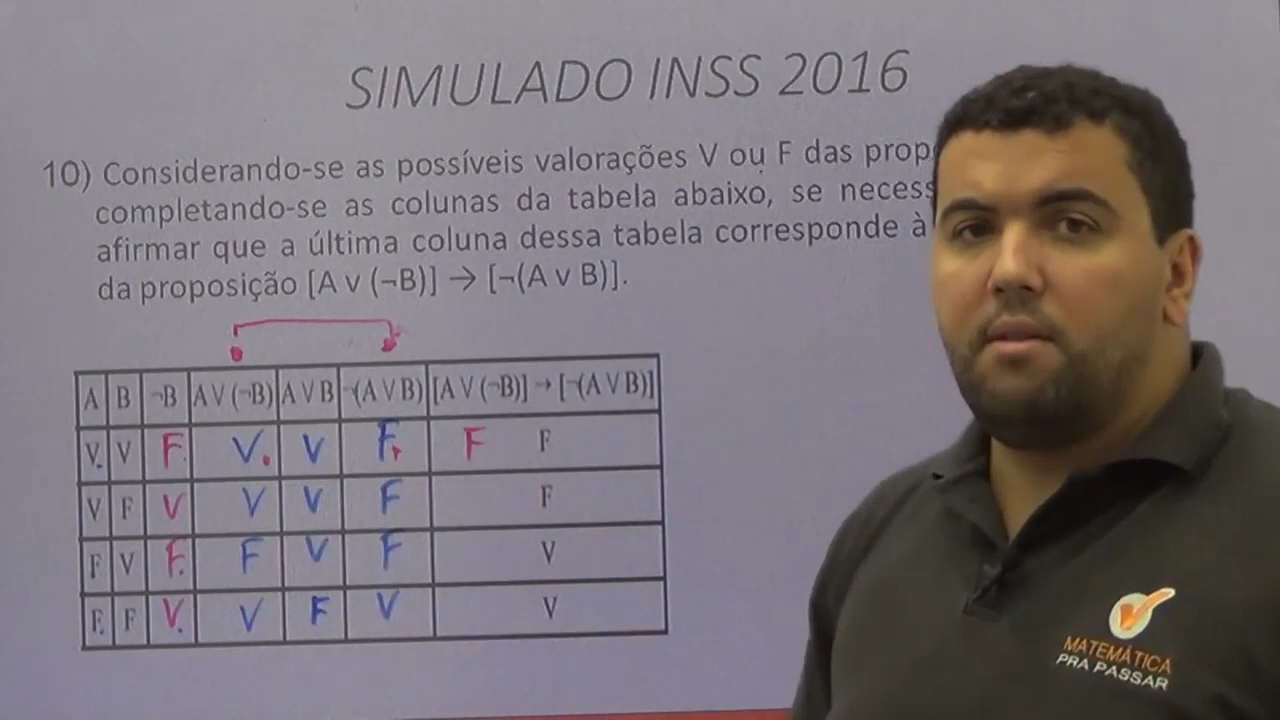 SIMULADO INSS 2016
10) Considerando-se as possíveis valorações V ou F das prop
completando-se as colunas da tabela abaixo, se necess
afirmar que a última coluna dessa tabela corresponde à
da proposição [A v (¬B)] → [¬(A v B)].
A B ¬B A V (¬B) A V B ¬(A V B) [A V (¬B)] → [¬(A V B)]
V V F V V F F F
V F V V V F F
F V F F V F V
F F V V F V V
MATEMÁTICA
PRA PASSAR